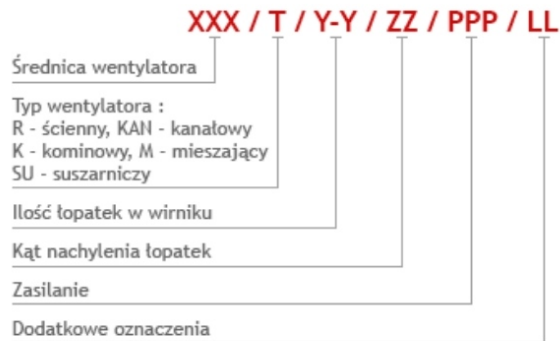 XXX / T / Y-Y / ZZ / PPP / LL
Średnica wentylatora
Typ wentylatora :
R - ścienny, KAN - kanałowy
K - kominowy, M - mieszający
SU - suszarniczy
Ilość łopatek w wirniku
Kąt nachylenia łopatek
Zasilanie
Dodatkowe oznaczenia